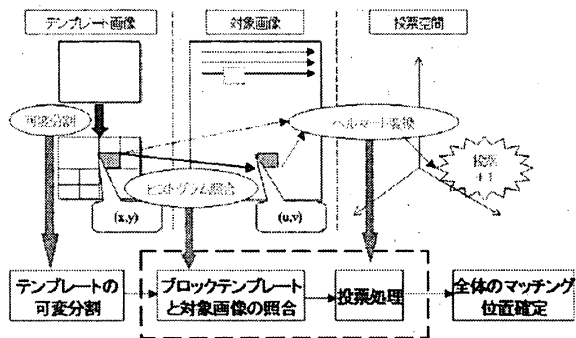 テンプレート画像
対象画像
投票空間
可変分割
ヘルマート変換
投票
+1
ヒストグラム照合
(x,y)
(u,v)
テンプレートの
可変分割
ブロックテンプレート
と対象画像の照合
投票処理
全体のマッチング
位置確定